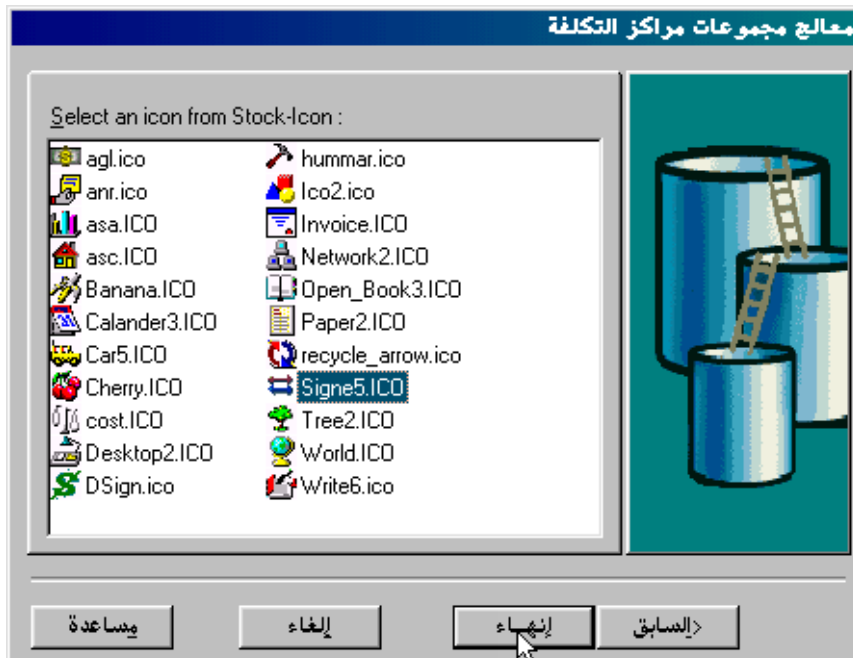 معالج مجموعات مراكز التكلفة
Select an icon from Stock-Icon :
agl.ico
anr.ico
asa.ICO
asc.ICO
Banana.ICO
Calander3.ICO
Car5.ICO
Cherry.ICO
cost.ICO
Desktop2.ICO
DSign.ico
hummar.ico
Ico2.ico
Invoice.ICO
Network2.ICO
Open_Book3.ICO
Paper2.ICO
recycle_arrow.ico
Signe5.ICO
Tree2.ICO
World.ICO
Write6.ico
<السابق
إنهاء
إلغاء
مساعدة